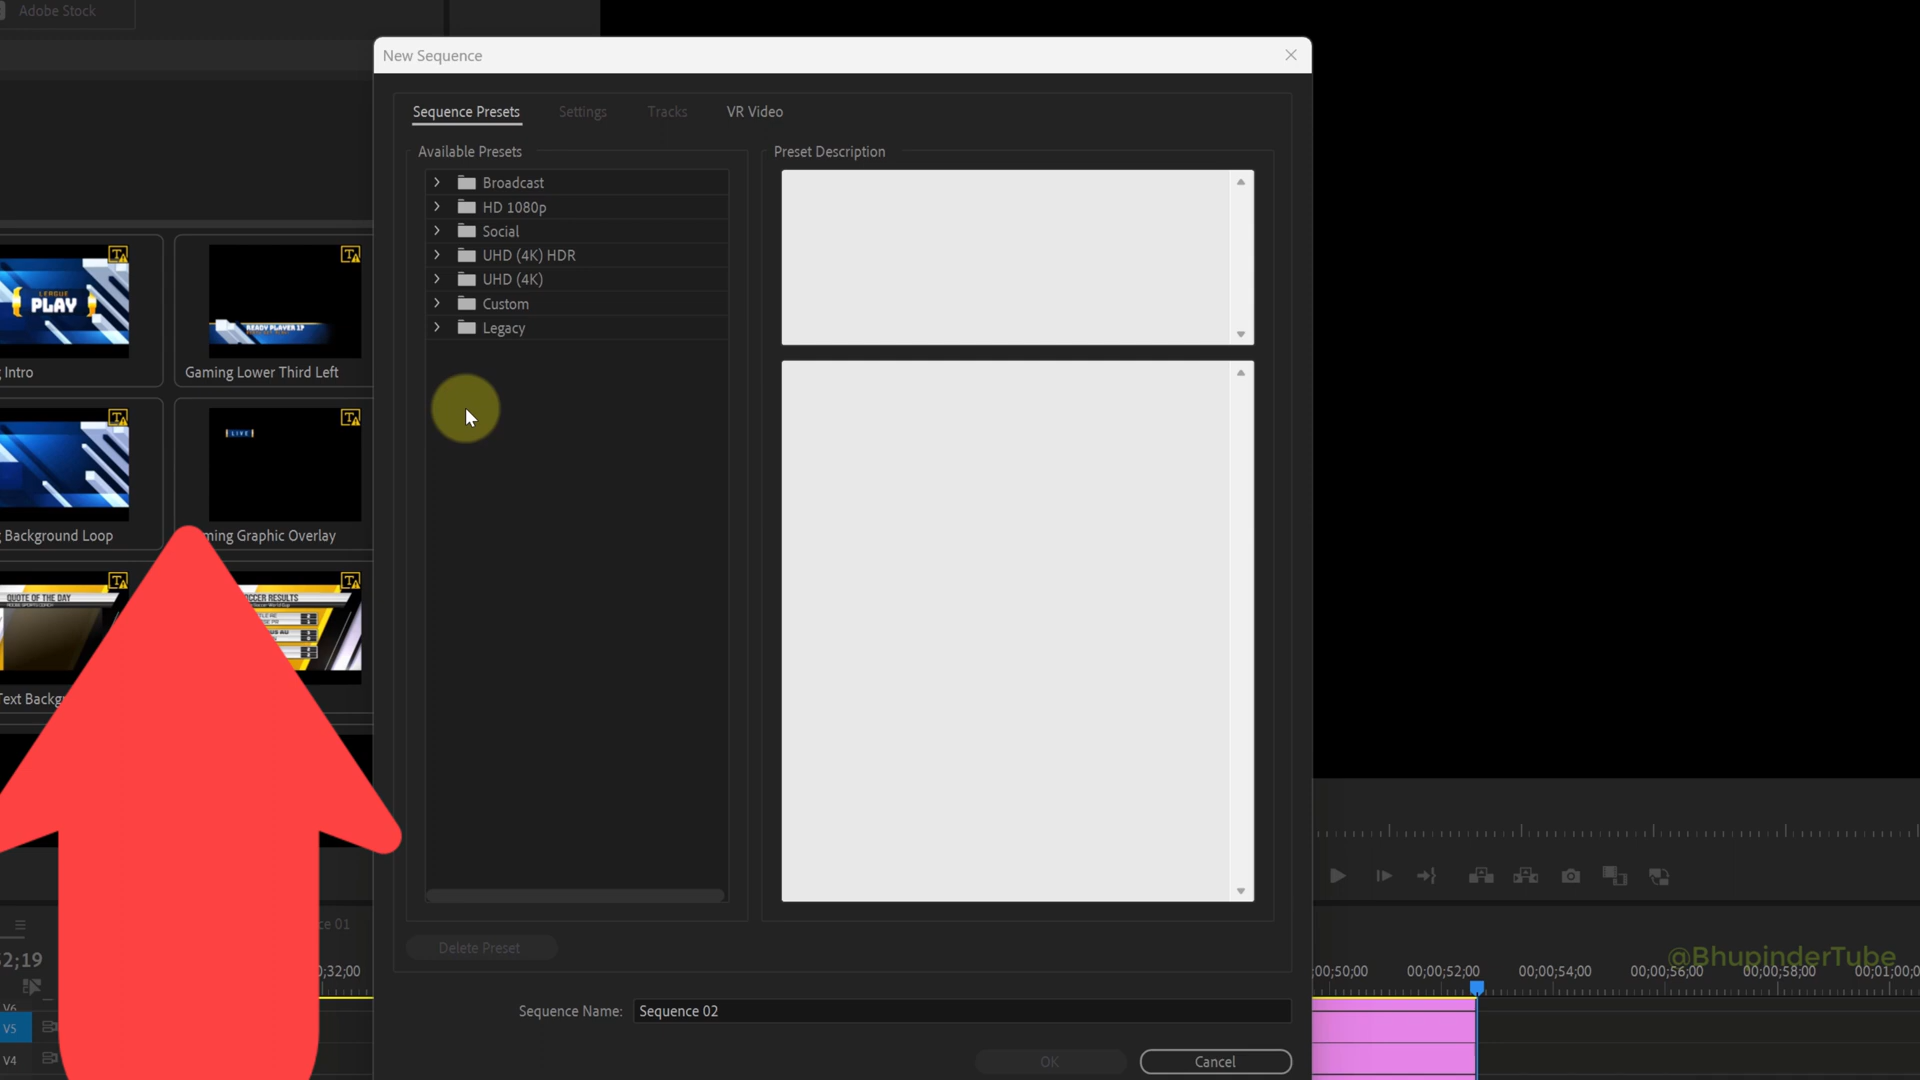 Adobe Stock
New Sequence
Sequence Presets
Settings
Tracks
VR Video
Available Presets
Preset Description
Broadcast
HD 1080p
Social
UHD (4K) HDR
UHD (4K)
Custom
Legacy
LEAGUE
PLAY
READY PLAYER 1?
Intro
Gaming Lower Third Left
LIVE
Background Loop
ming Graphic Overlay
QUOTE OF THE DAY
CCER RESULTS
Text Backg
Delete Preset
ce 01
2;19
;32;00
@BhupinderTube
00;50;00
00;00;52;00
00;00;54;00
00;00;56;00
00;00;58;00
00;01;00;0
V6
V5
V4
Sequence Name:
Sequence 02
OK
Cancel